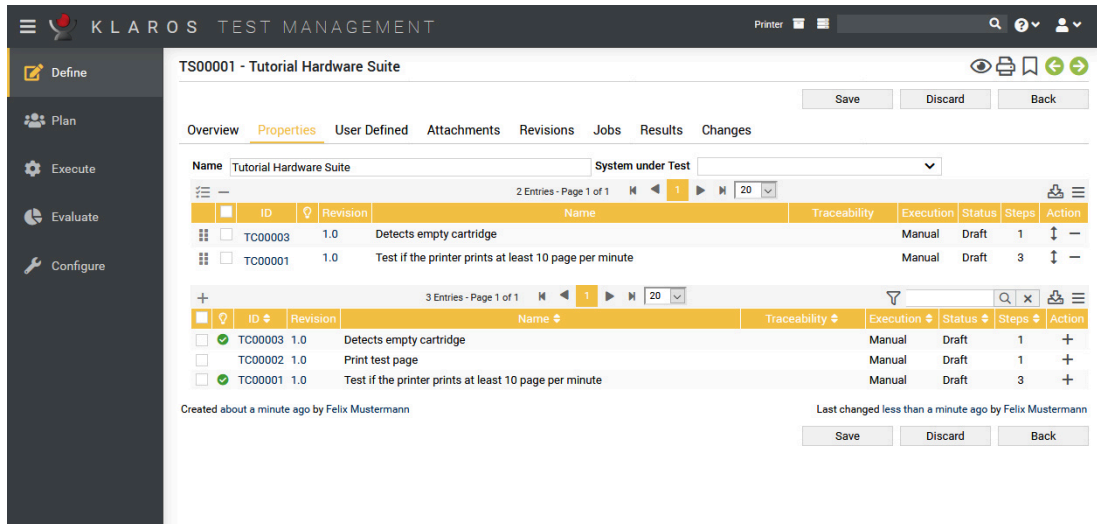 KLAROS TEST MANAGEMENT Printer
Define
Plan
Execute
Evaluate
Configure
TS00001 - Tutorial Hardware Suite
Save Discard Back
Overview Properties User Defined Attachments Revisions Jobs Results Changes
Name Tutorial Hardware Suite System under Test
2 Entries - Page 1 of 1 1 20
ID Revision Name Traceability Execution Status Steps Action
TC00003 1.0 Detects empty cartridge Manual Draft 1
TC00001 1.0 Test if the printer prints at least 10 page per minute Manual Draft 3
3 Entries - Page 1 of 1 1 20
ID Revision Name Traceability Execution Status Steps Action
TC00003 1.0 Detects empty cartridge Manual Draft 1
TC00002 1.0 Print test page Manual Draft 1
TC00001 1.0 Test if the printer prints at least 10 page per minute Manual Draft 3
Created about a minute ago by Felix Mustermann Last changed less than a minute ago by Felix Mustermann
Save Discard Back